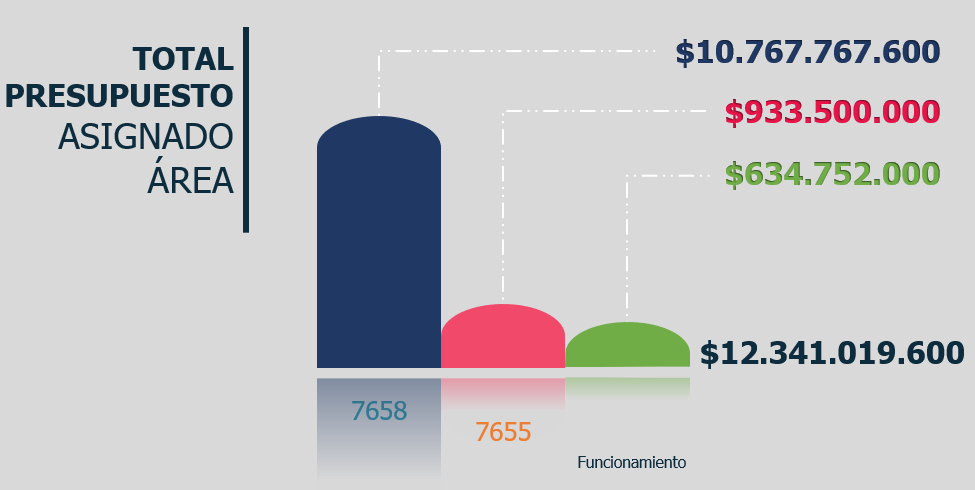 TOTAL
PRESUPUESTO
ASIGNADO
ÁREA
$10.767.767.600
$933.500.000
$634.752.000
$12.341.019.600
7658
7655
Funcionamiento